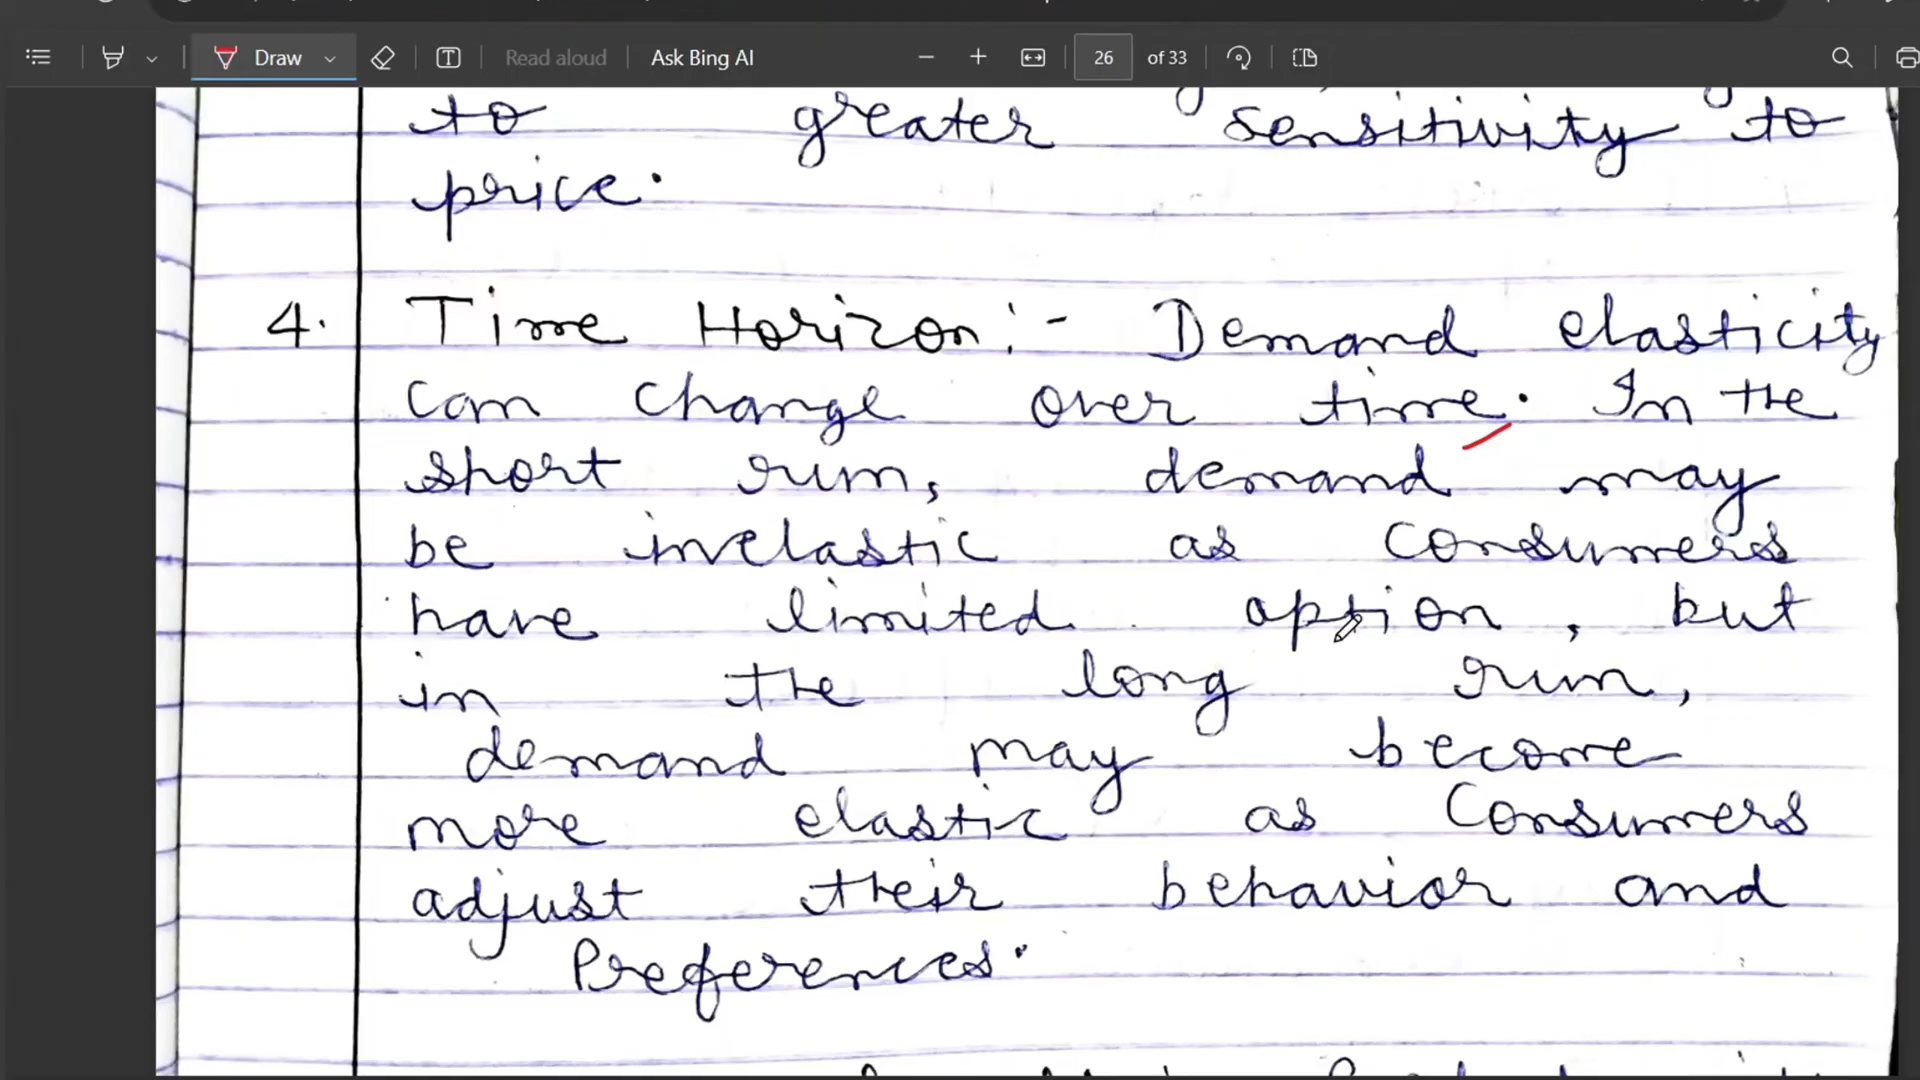 Draw
Read aloud
Ask Bing AI
26 of 33
to greater sensitivity to
price.
4. Time Horizon:- Demand elasticity
can change over time. In the
short run, demand may
be inelastic as consumers
have limited option, but
in the long run,
demand may become
more elastic as Consumers
adjust their behavior and
Preferences.